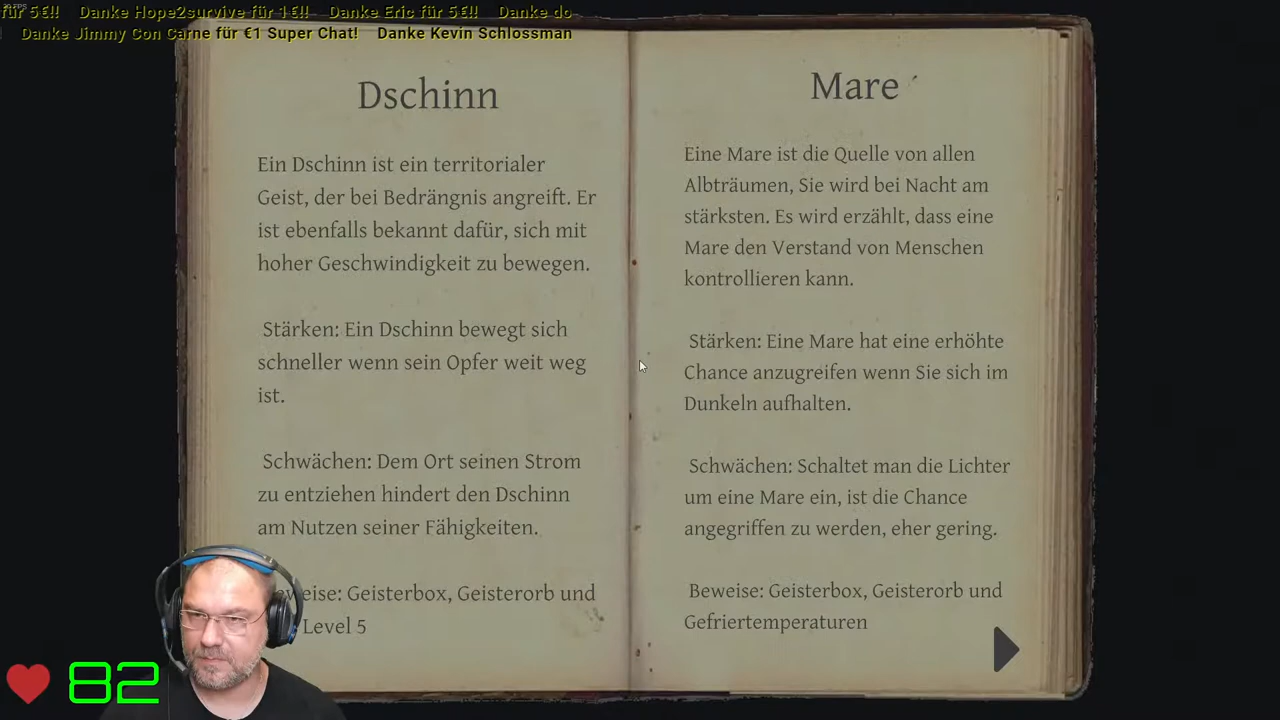 für 5€!! Danke Hope2survive für 1€!! Danke Eric für 5€!! Danke do
Danke Jimmy Con Carne für €1 Super Chat! Danke Kevin Schlossman
Dschinn
Ein Dschinn ist ein territorialer
Geist, der bei Bedrängnis angreift. Er
ist ebenfalls bekannt dafür, sich mit
hoher Geschwindigkeit zu bewegen.
Stärken: Ein Dschinn bewegt sich
schneller wenn sein Opfer weit weg
ist.
Schwächen: Dem Ort seinen Strom
zu entziehen hindert den Dschinn
am Nutzen seiner Fähigkeiten.
eise: Geisterbox, Geisterorb und
Level 5
Mare
Eine Mare ist die Quelle von allen
Albträumen, Sie wird bei Nacht am
stärksten. Es wird erzählt, dass eine
Mare den Verstand von Menschen
kontrollieren kann.
Stärken: Eine Mare hat eine erhöhte
Chance anzugreifen wenn Sie sich im
Dunkeln aufhalten.
Schwächen: Schaltet man die Lichter
um eine Mare ein, ist die Chance
angegriffen zu werden, eher gering.
Beweise: Geisterbox, Geisterorb und
Gefriertemperaturen
82